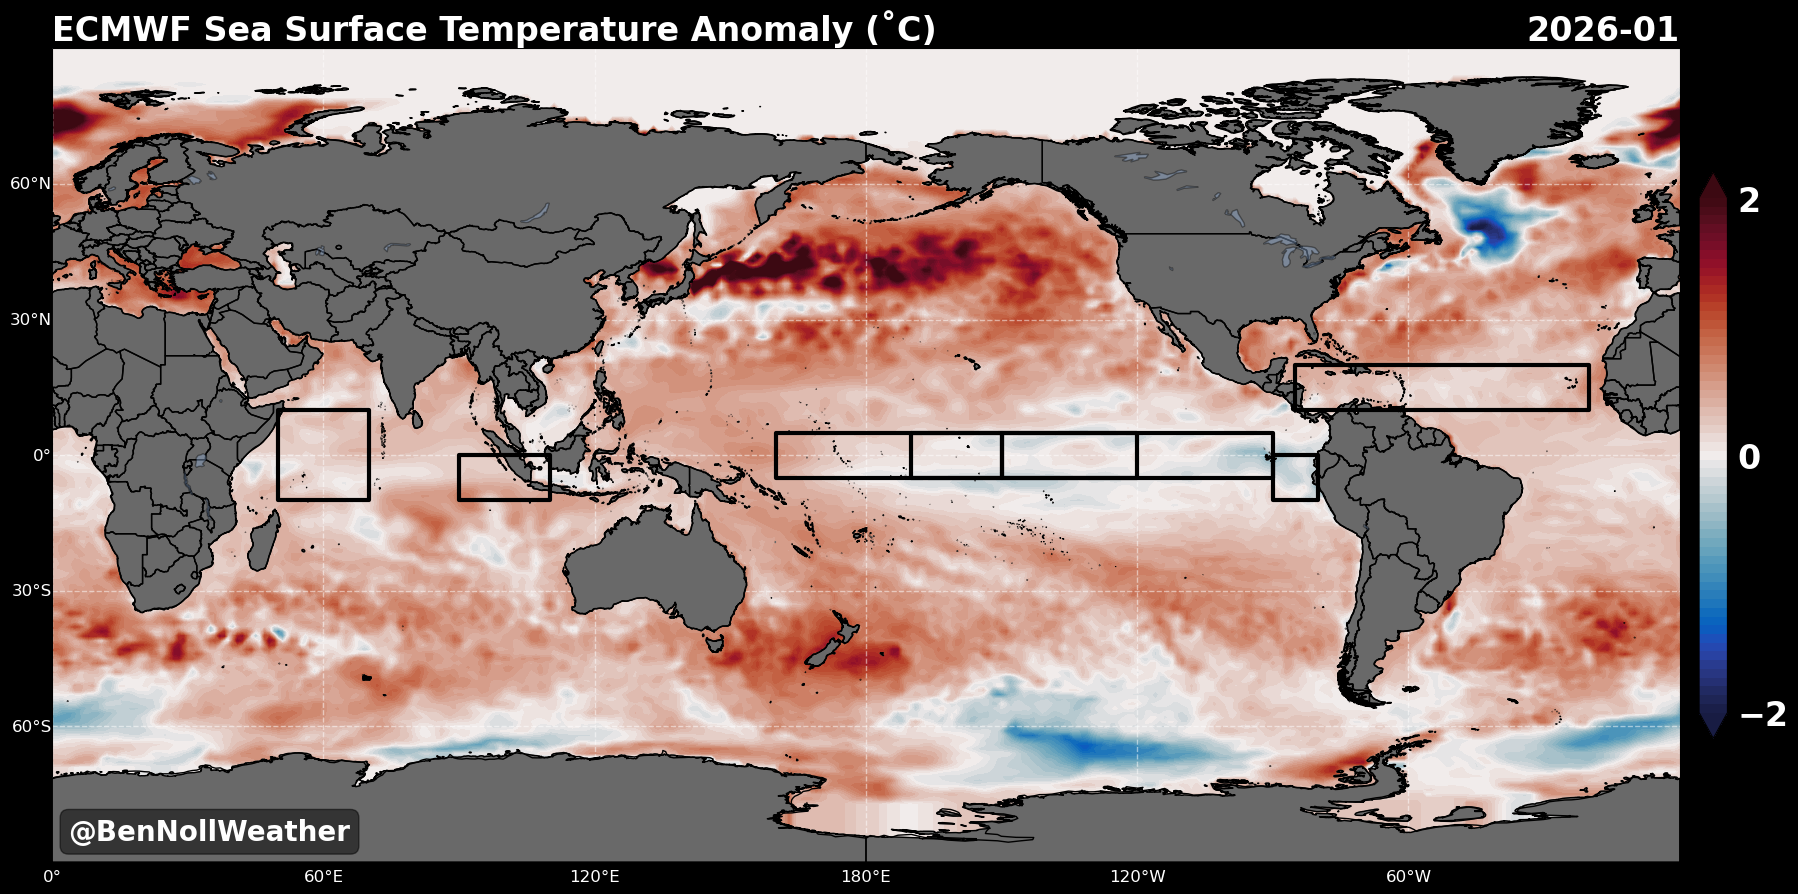 ECMWF Sea Surface Temperature Anomaly (˚C)
2026-01
60°N
30°N
0°
30°S
60°S
2
0
−2
@BenNollWeather
0°
60°E
120°E
180°E
120°W
60°W